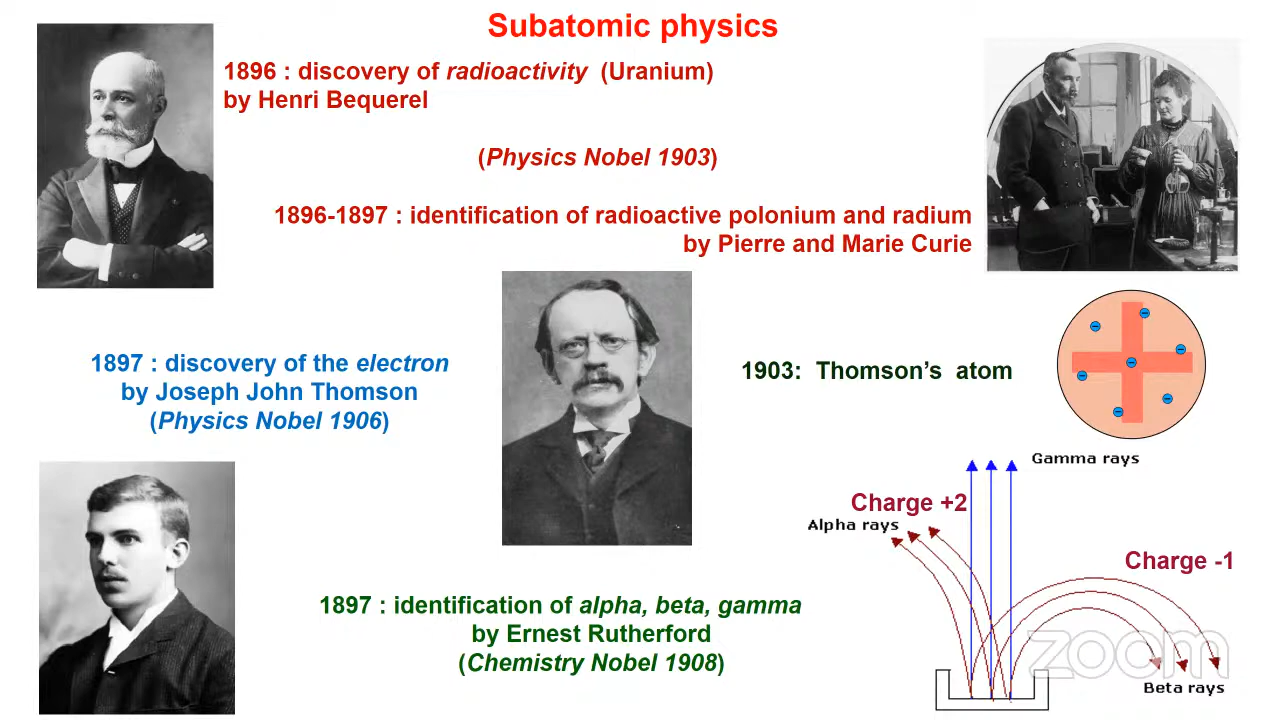 Subatomic physics
1896 : discovery of radioactivity (Uranium)
by Henri Bequerel
(Physics Nobel 1903)
1896-1897 : identification of radioactive polonium and radium
by Pierre and Marie Curie
1897 : discovery of the electron
by Joseph John Thomson
(Physics Nobel 1906)
1903: Thomson's atom
Gamma rays
Charge +2
Alpha rays
Charge -1
1897 : identification of alpha, beta, gamma
by Ernest Rutherford
(Chemistry Nobel 1908)
zoom
Beta rays